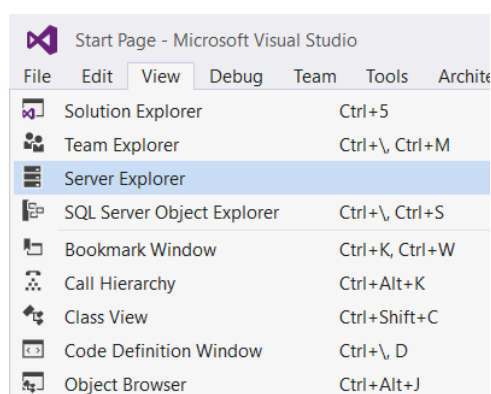 Start Page - Microsoft Visual Studio
File Edit View Debug Team Tools Archite
Solution Explorer Ctrl+5
Team Explorer Ctrl+\, Ctrl+M
Server Explorer
SQL Server Object Explorer Ctrl+\, Ctrl+S
Bookmark Window Ctrl+K, Ctrl+W
Call Hierarchy Ctrl+Alt+K
Class View Ctrl+Shift+C
Code Definition Window Ctrl+\, D
Object Browser Ctrl+Alt+J